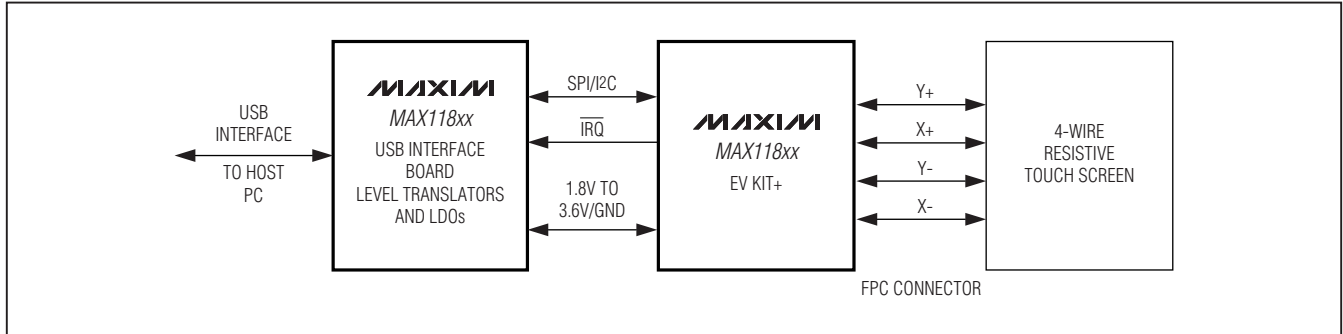 USB
INTERFACE
TO HOST
PC
MAXIM
MAX118xx
USB INTERFACE
BOARD
LEVEL TRANSLATORS
AND LDOs
SPI/I2C
IRQ
1.8V TO
3.6V/GND
MAXIM
MAX118xx
EV KIT+
Y+
X+
Y-
X-
FPC CONNECTOR
4-WIRE
RESISTIVE
TOUCH SCREEN